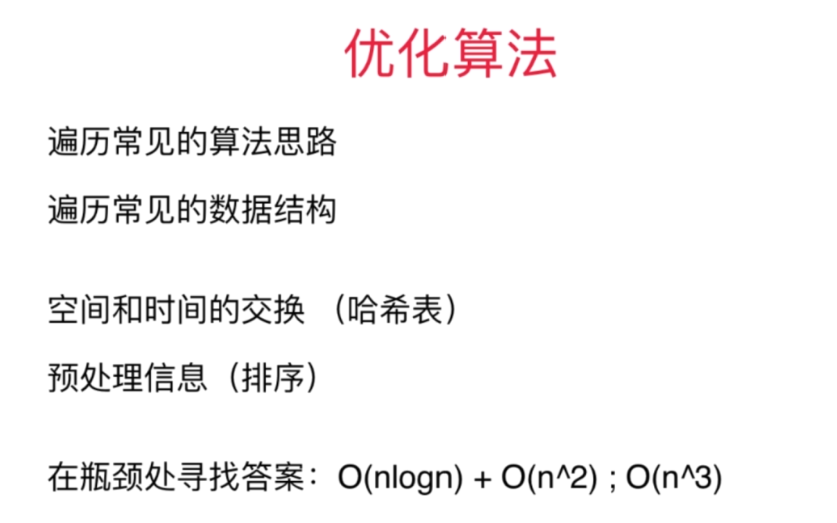 优化算法
遍历常见的算法思路
遍历常见的数据结构
空间和时间的交换 （哈希表）
预处理信息（排序）
在瓶颈处寻找答案：O(nlogn) + O(n^2) ; O(n^3)